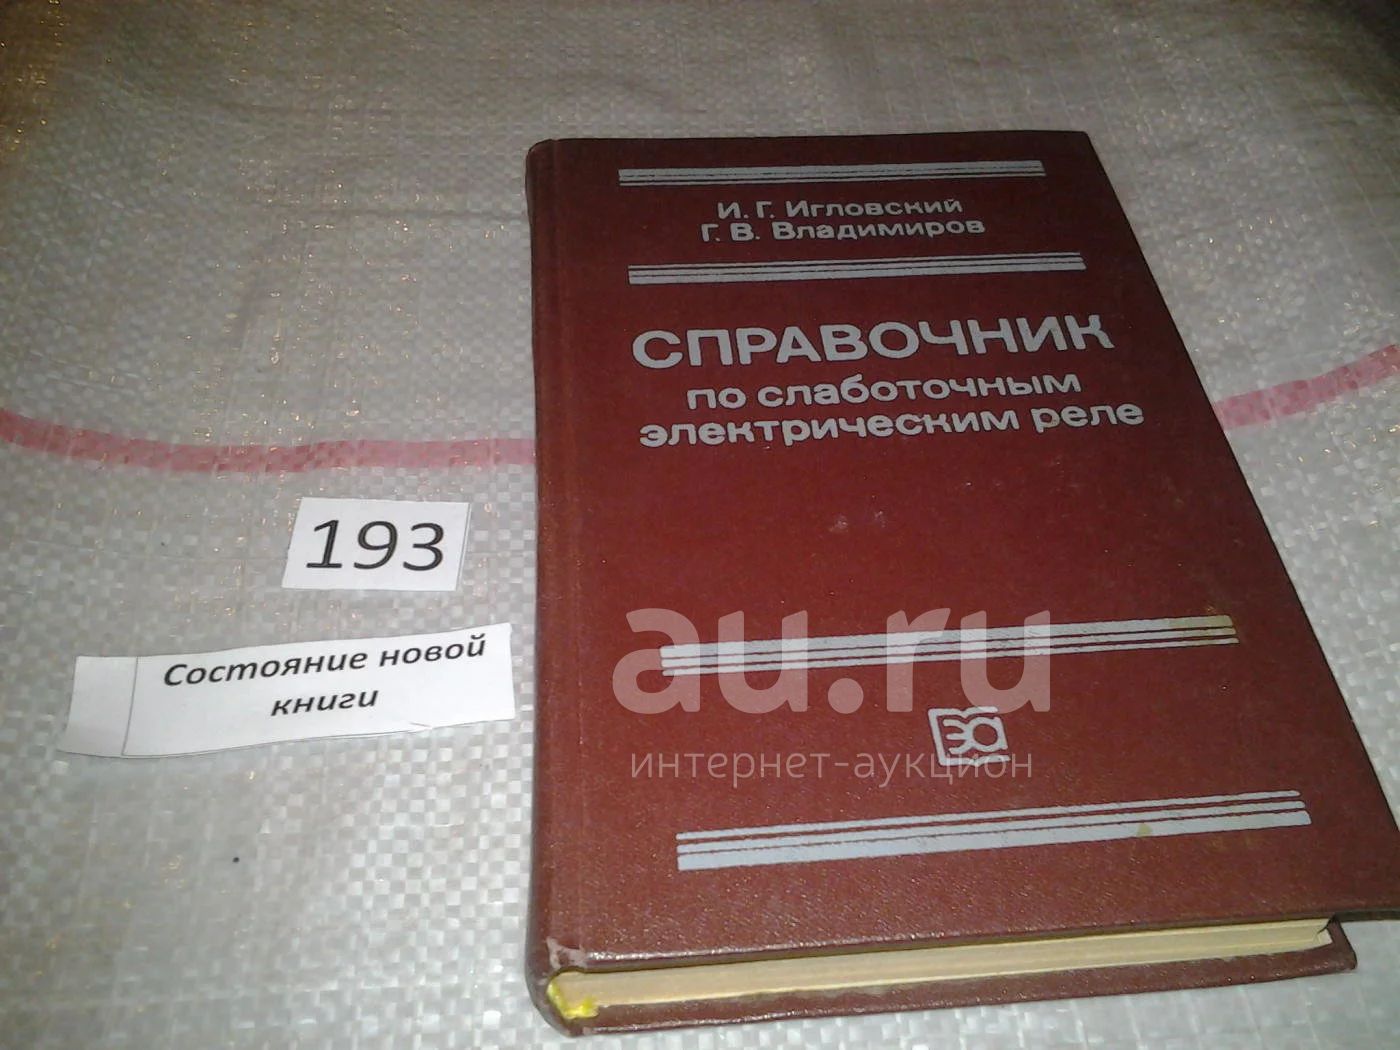 И. Г. Игловский
Г. В. Владимиров
СПРАВОЧНИК
по слаботочным
электрическим реле
193
Состояние новой
книги
au.ru
интернет-аукцион